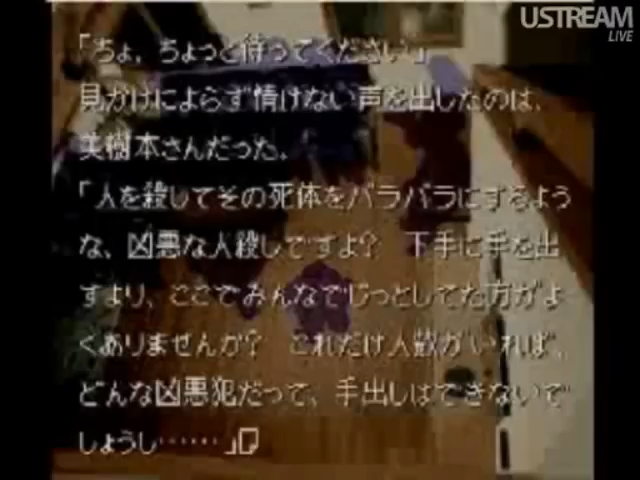 USTREAM
LIVE
「ちょ、ちょっと待ってください」
見かけによらず情けない声を出したのは、
美樹本さんだった。
「人を殺してその死体をバラバラにするよう
な、凶悪な人殺しですよ？　下手に手を出
すより、ここでみんなでじっとしてた方がよ
くありませんか？　これだけ人数がいれば、
どんな凶悪犯だって、手出しはできないで
しょうし……」